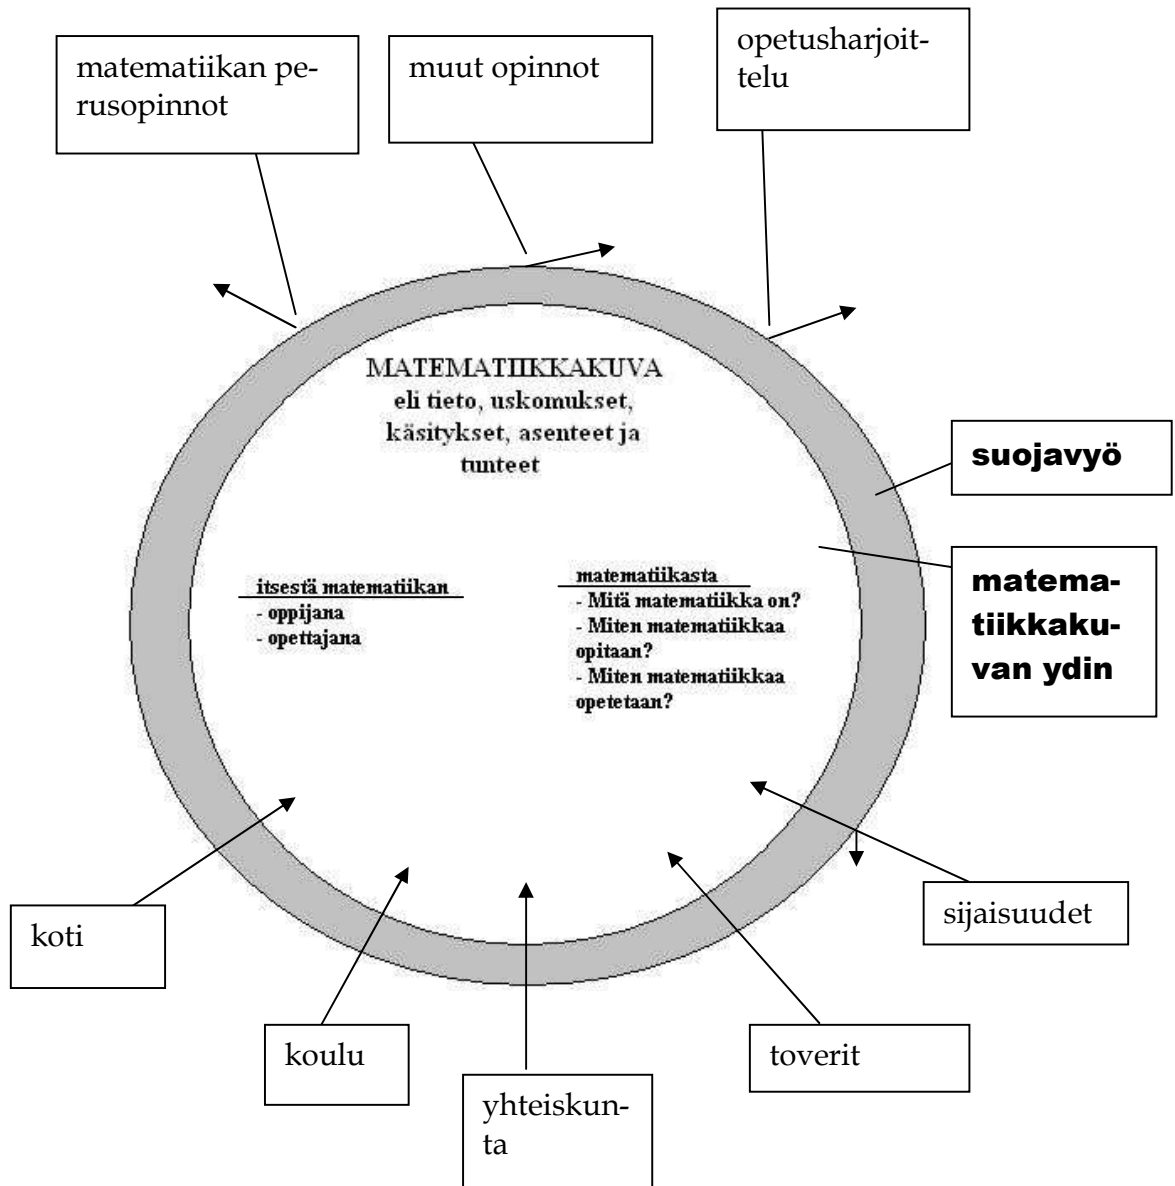 matematiikan pe-
rusopinnot
muut opinnot
opetusharjoit-
telu
MATEMATIIKKAKUVA
eli tieto, uskomukset,
käsitykset, asenteet ja
tunteet
suojavyö
matema-
tiikkaku-
van ydin
itsestä matematiikan
- oppijana
- opettajana
matematiikasta
- Mitä matematiikka on?
- Miten matematiikkaa
opitaan?
- Miten matematiikkaa
opetetaan?
koti
koulu
yhteiskun-
ta
toverit
sijaisuudet